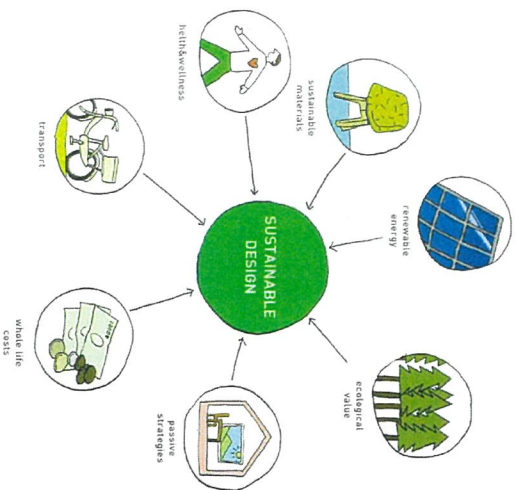 renewable
energy
ecological
value
sustainable
materials
SUSTAINABLE
DESIGN
helth&wellness
passive
strategies
transport
whole life
costs